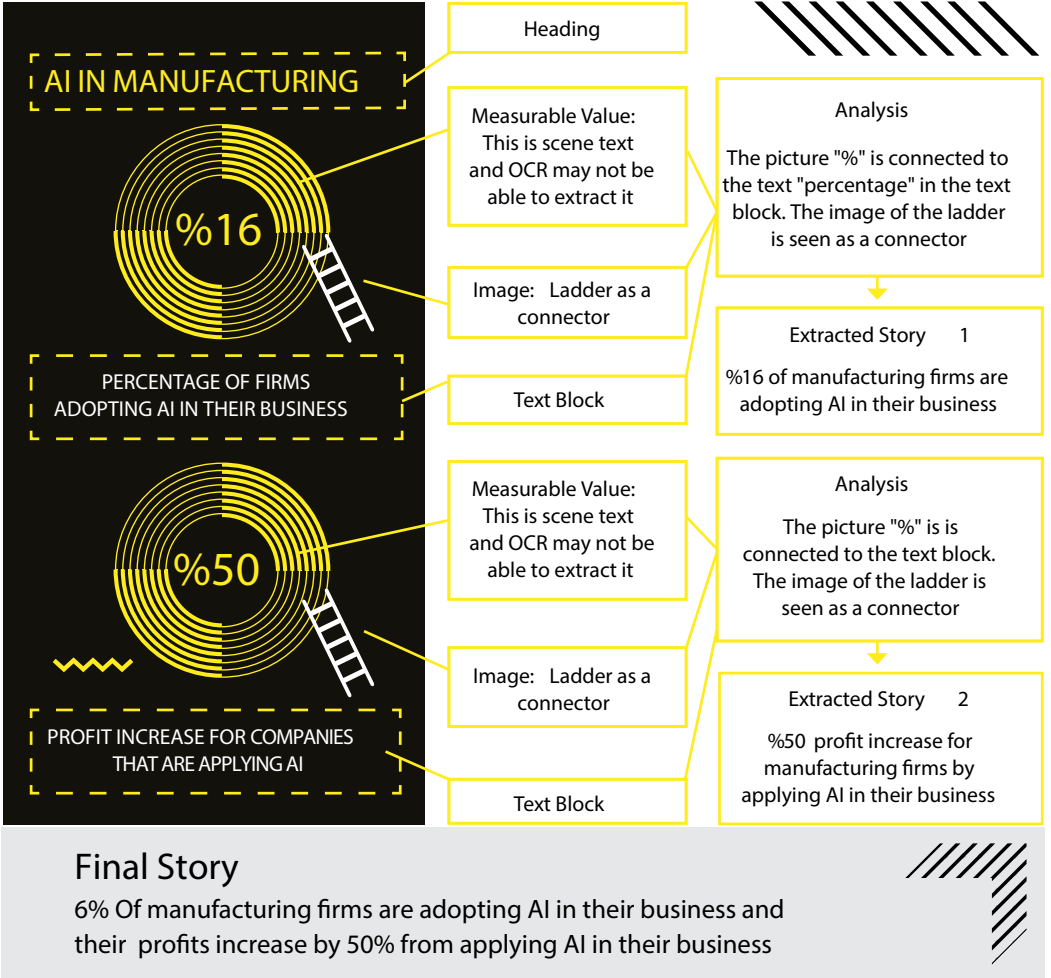 AI IN MANUFACTURING
%16
PERCENTAGE OF FIRMS
ADOPTING AI IN THEIR BUSINESS
%50
PROFIT INCREASE FOR COMPANIES
THAT ARE APPLYING AI
Heading
Measurable Value:
This is scene text
and OCR may not be
able to extract it
Image: Ladder as a
connector
Text Block
Measurable Value:
This is scene text
and OCR may not be
able to extract it
Image: Ladder as a
connector
Text Block
Analysis
The picture "%" is connected to
the text "percentage" in the text
block. The image of the ladder
is seen as a connector
Extracted Story 1
%16 of manufacturing firms are
adopting AI in their business
Analysis
The picture "%" is is
connected to the text block.
The image of the ladder is
seen as a connector
Extracted Story 2
%50 profit increase for
manufacturing firms by
applying AI in their business
Final Story
6% Of manufacturing firms are adopting AI in their business and
their profits increase by 50% from applying AI in their business